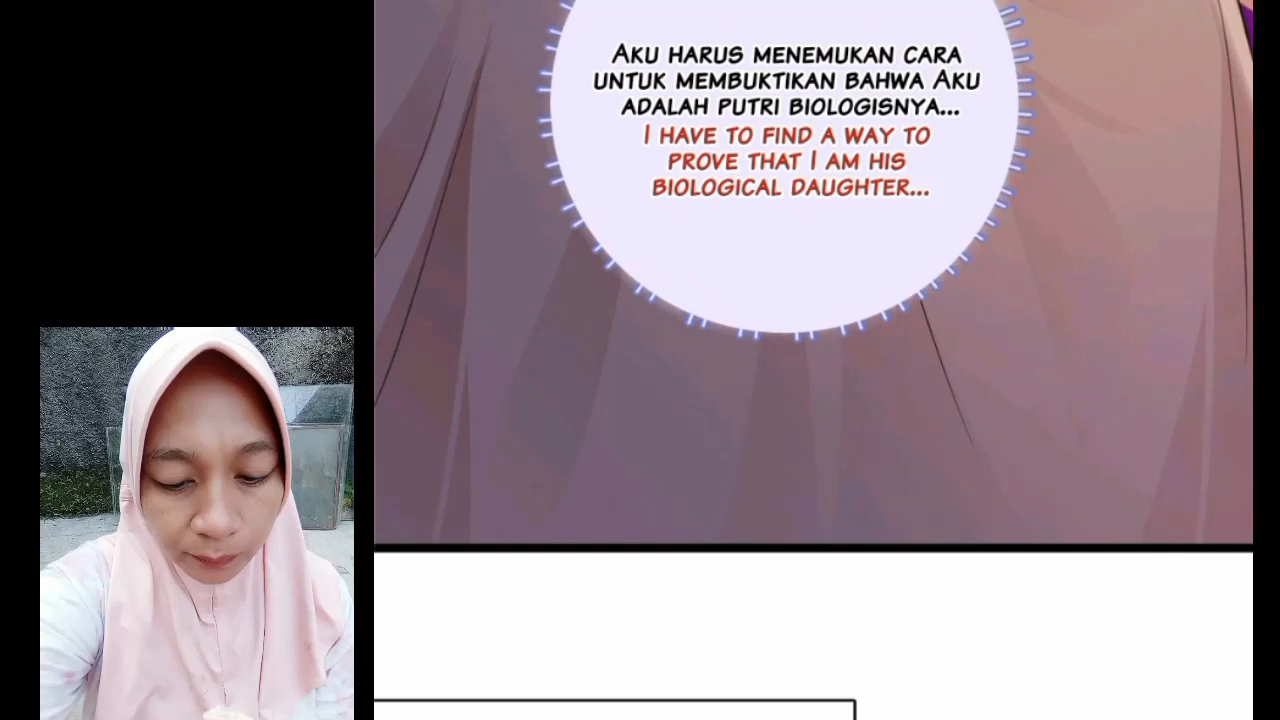 AKU HARUS MENEMUKAN CARA
UNTUK MEMBUKTIKAN BAHWA AKU
ADALAH PUTRI BIOLOGISNYA...
I HAVE TO FIND A WAY TO
PROVE THAT I AM HIS
BIOLOGICAL DAUGHTER...